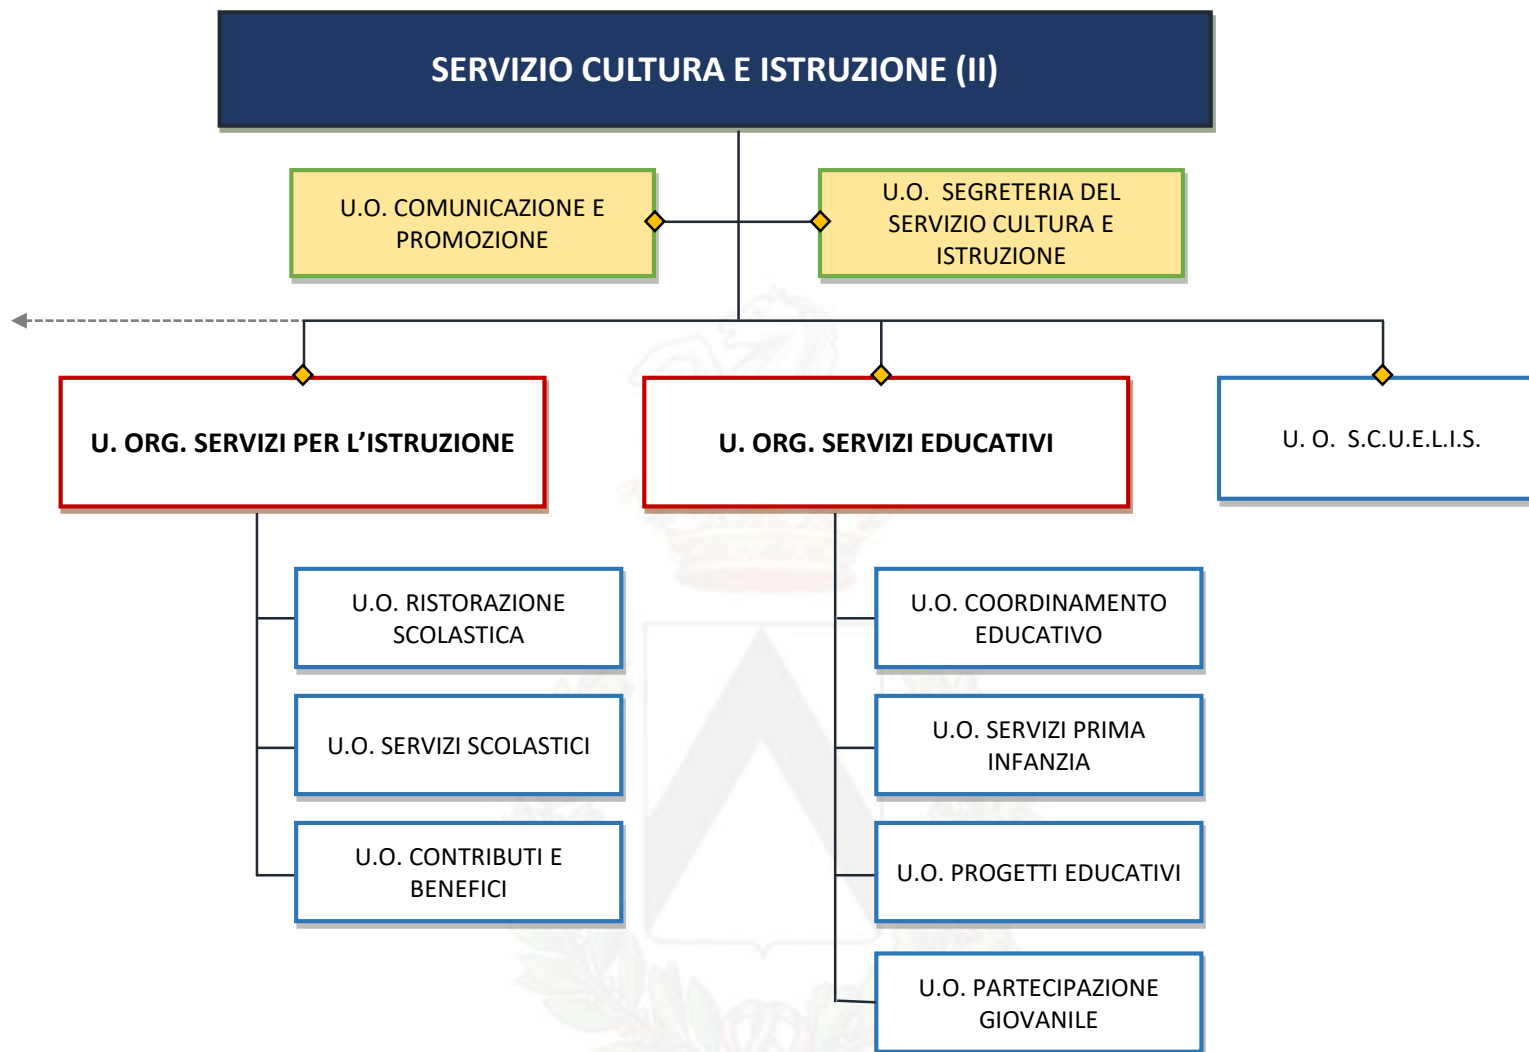 SERVIZIO CULTURA E ISTRUZIONE (II)
U.O. COMUNICAZIONE E
PROMOZIONE
U.O. SEGRETERIA DEL
SERVIZIO CULTURA E
ISTRUZIONE
U. ORG. SERVIZI PER L’ISTRUZIONE
U. ORG. SERVIZI EDUCATIVI
U. O. S.C.U.E.L.I.S.
U.O. RISTORAZIONE
SCOLASTICA
U.O. SERVIZI SCOLASTICI
U.O. CONTRIBUTI E
BENEFICI
U.O. COORDINAMENTO
EDUCATIVO
U.O. SERVIZI PRIMA
INFANZIA
U.O. PROGETTI EDUCATIVI
U.O. PARTECIPAZIONE
GIOVANILE